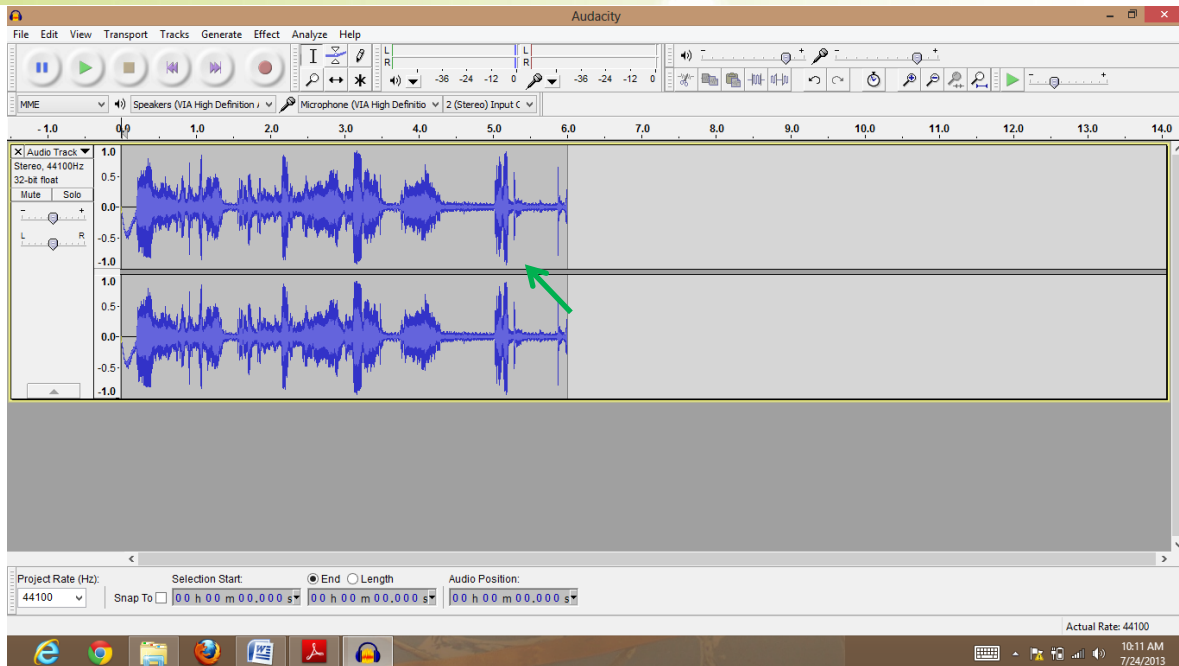 Audacity
File Edit View Transport Tracks Generate Effect Analyze Help
L
R
L
R
-36 -24 -12 0
-36 -24 -12 0
MME
Speakers (VIA High Definition
Microphone (VIA High Definitio
2 (Stereo) Input C
- 1.0 0.0 1.0 2.0 3.0 4.0 5.0 6.0 7.0 8.0 9.0 10.0 11.0 12.0 13.0 14.0
X Audio Track
Stereo, 44100Hz
32-bit float
Mute Solo
- +
L R
1.0
0.5-
0.0-
-0.5-
-1.0
1.0
0.5-
0.0-
-0.5-
-1.0
Project Rate (Hz): Selection Start: End Length Audio Position:
44100 Snap To 00 h 00 m 00.000 s 00 h 00 m 00.000 s 00 h 00 m 00.000 s
Actual Rate: 44100
10:11 AM
7/24/2013